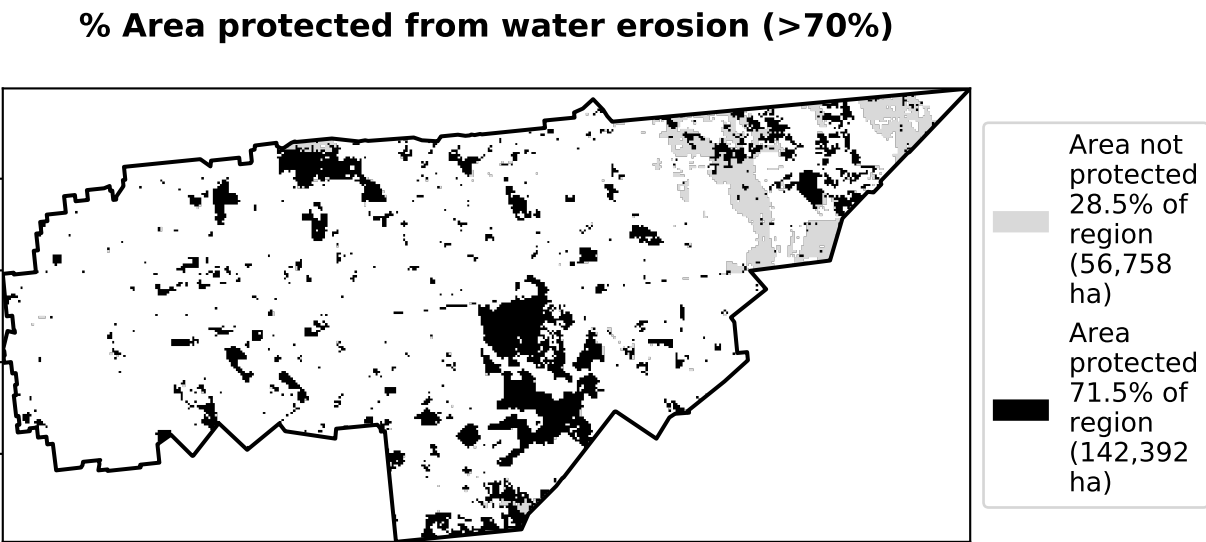 % Area protected from water erosion (>70%)
Area not
protected
28.5% of
region
(56,758
ha)
Area
protected
71.5% of
region
(142,392
ha)